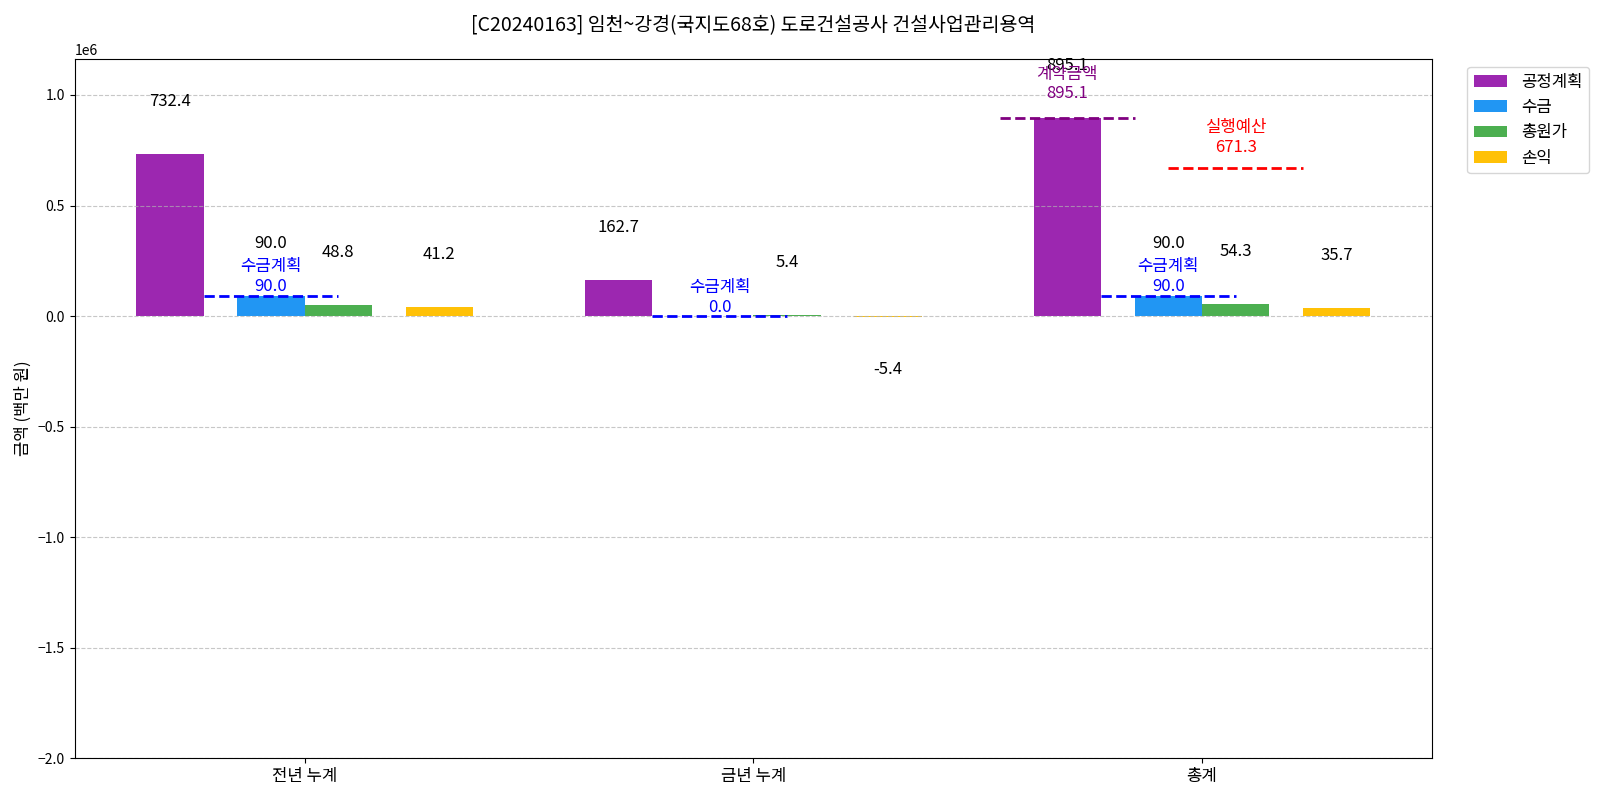 [C20240163] 임천~강경(국지도68호) 도로건설공사 건설사업관리용역
1e6
1.0
0.5
0.0
−0.5
−1.0
−1.5
−2.0
금액 (백만 원)
732.4
90.0
수금계획
90.0
48.8
41.2
162.7
수금계획
0.0
5.4
-5.4
895.1
계약금액
895.1
실행예산
671.3
90.0
수금계획
90.0
54.3
35.7
전년 누계
금년 누계
총계
공정계획
수금
총원가
손익